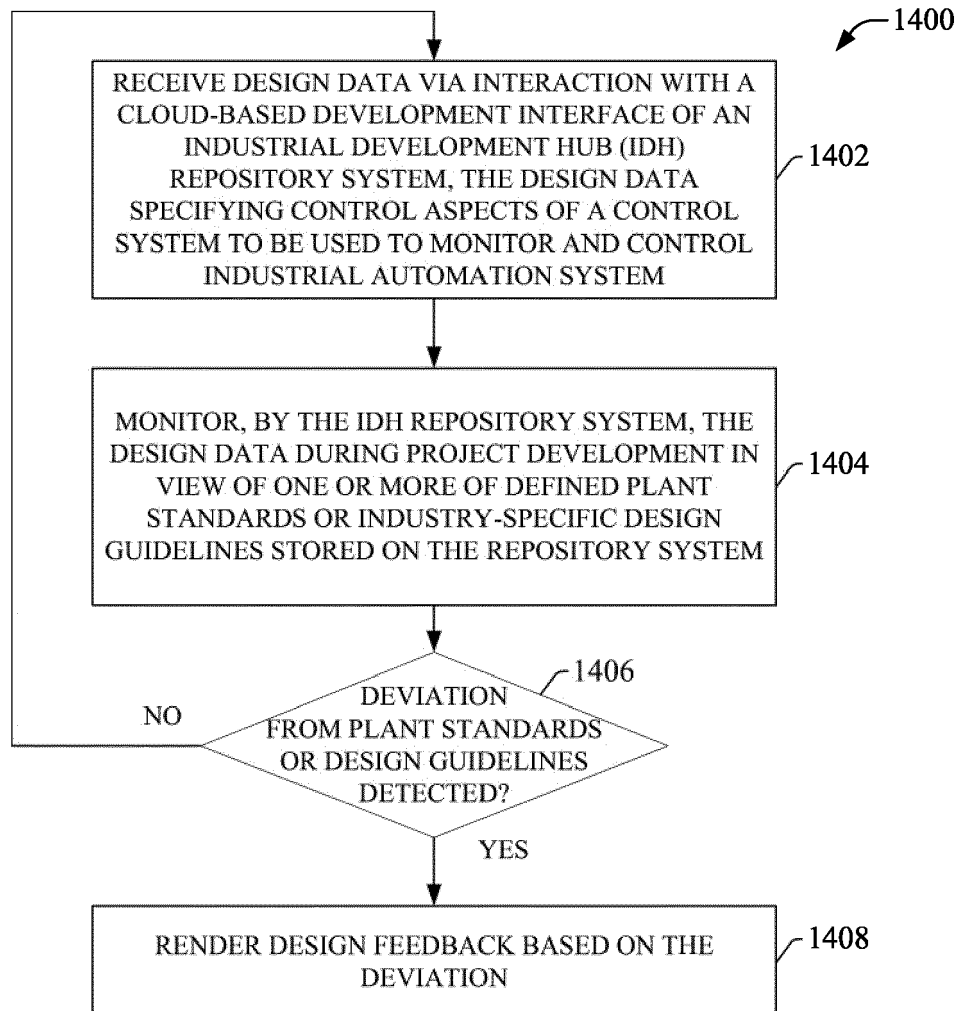 1400
RECEIVE DESIGN DATA VIA INTERACTION WITH A
CLOUD-BASED DEVELOPMENT INTERFACE OF AN
INDUSTRIAL DEVELOPMENT HUB (IDH)
REPOSITORY SYSTEM, THE DESIGN DATA
SPECIFYING CONTROL ASPECTS OF A CONTROL
SYSTEM TO BE USED TO MONITOR AND CONTROL
INDUSTRIAL AUTOMATION SYSTEM
1402
MONITOR, BY THE IDH REPOSITORY SYSTEM, THE
DESIGN DATA DURING PROJECT DEVELOPMENT IN
VIEW OF ONE OR MORE OF DEFINED PLANT
STANDARDS OR INDUSTRY-SPECIFIC DESIGN
GUIDELINES STORED ON THE REPOSITORY SYSTEM
1404
1406
DEVIATION
FROM PLANT STANDARDS
OR DESIGN GUIDELINES
DETECTED?
NO
YES
RENDER DESIGN FEEDBACK BASED ON THE
DEVIATION
1408